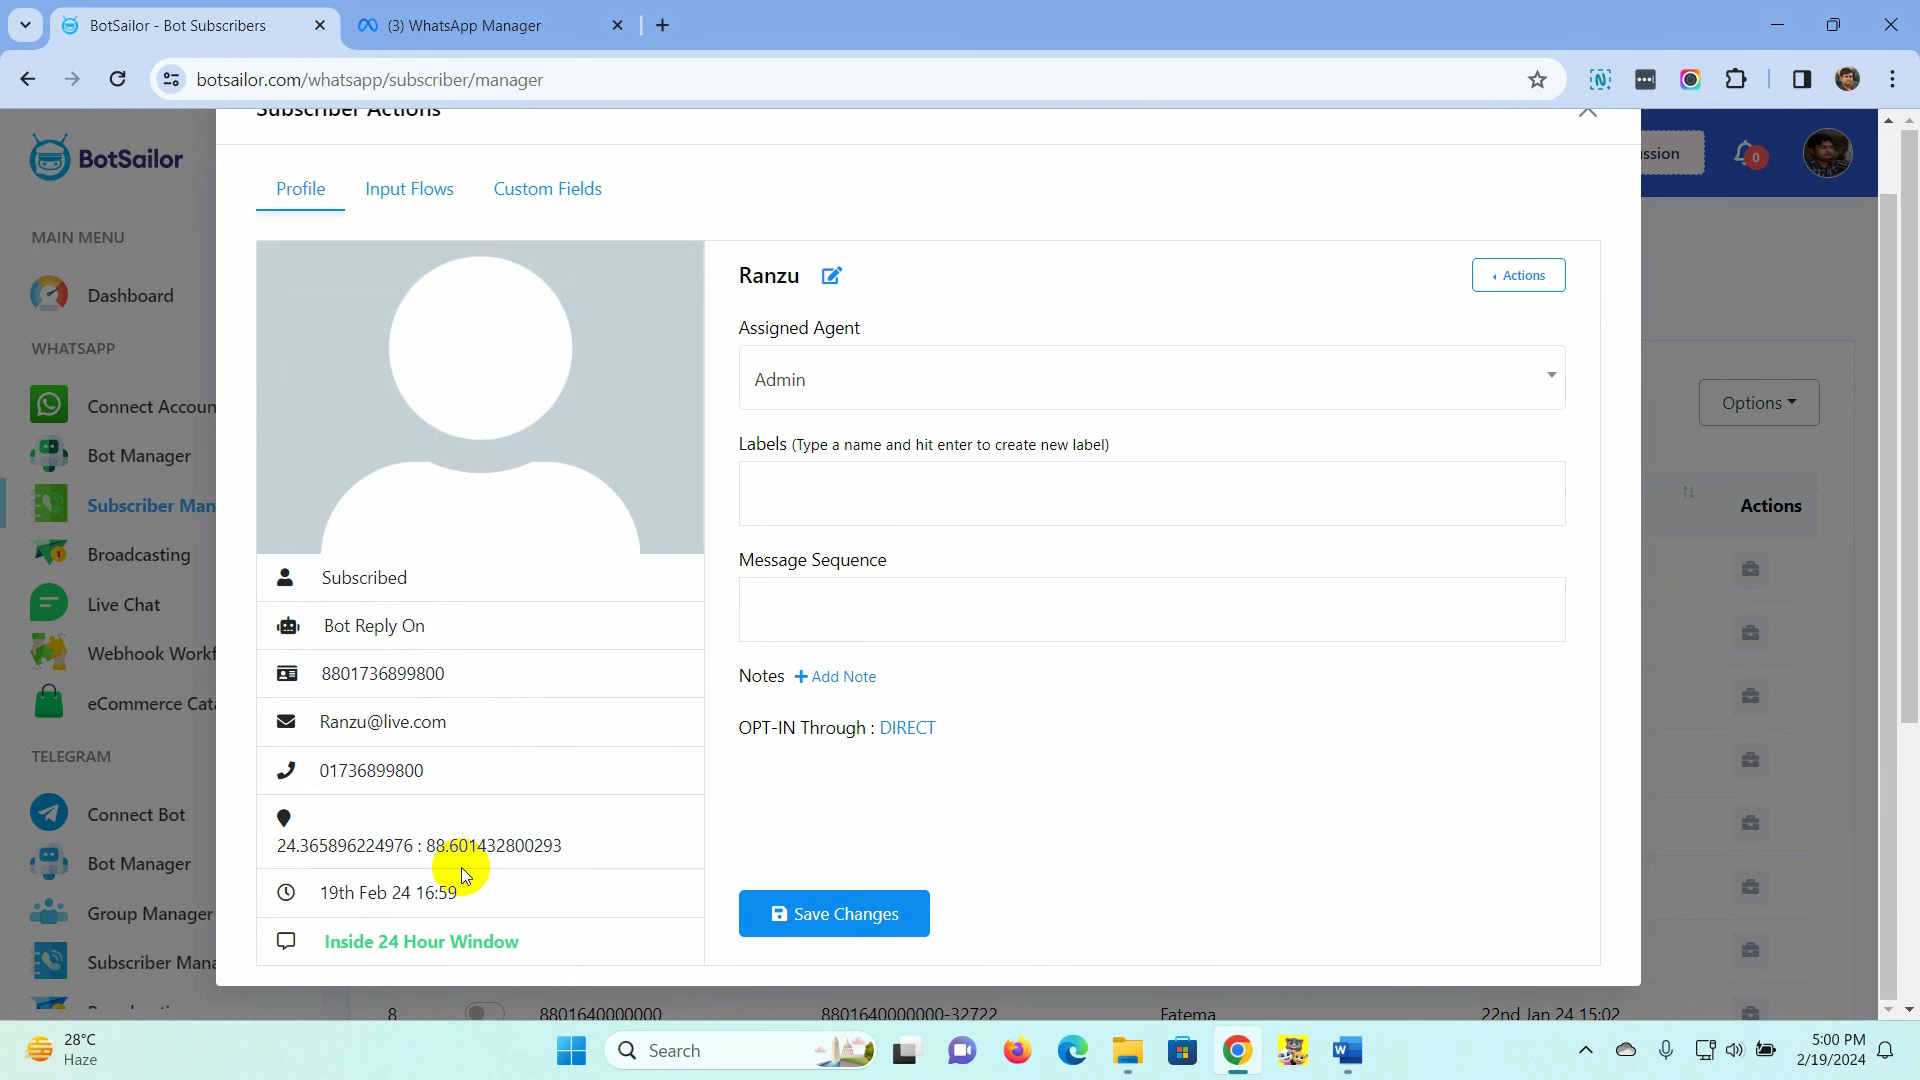 BotSailor - Bot Subscribers
(3) WhatsApp Manager
botsailor.com/whatsapp/subscriber/manager
BotSailor
Subscriber Actions
ssion
0
Profile
Input Flows
Custom Fields
MAIN MENU
Dashboard
WHATSAPP
Connect Accoun
Bot Manager
Subscriber Man
Broadcasting
1
Live Chat
Webhook Workf
eCommerce Cata
TELEGRAM
Connect Bot
Bot Manager
Group Manager
Subscriber Mana
Subscribed
Bot Reply On
8801736899800
Ranzu@live.com
01736899800
24.365896224976 : 88.601432800293
19th Feb 24 16:59
Inside 24 Hour Window
Ranzu
Actions
Assigned Agent
Admin
Labels (Type a name and hit enter to create new label)
Message Sequence
Notes + Add Note
OPT-IN Through : DIRECT
Save Changes
Options
Actions
8
8801640000000
8801640000000-32722
Fatema
22nd Jan 24 15:02
28°C
Haze
Search
5:00 PM
2/19/2024